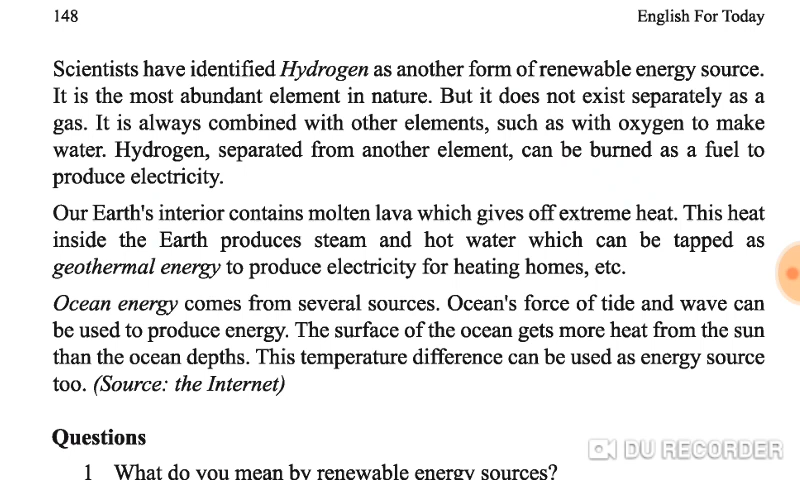 148 English For Today
Scientists have identified Hydrogen as another form of renewable energy source.
It is the most abundant element in nature. But it does not exist separately as a
gas. It is always combined with other elements, such as with oxygen to make
water. Hydrogen, separated from another element, can be burned as a fuel to
produce electricity.
Our Earth's interior contains molten lava which gives off extreme heat. This heat
inside the Earth produces steam and hot water which can be tapped as
geothermal energy to produce electricity for heating homes, etc.
Ocean energy comes from several sources. Ocean's force of tide and wave can
be used to produce energy. The surface of the ocean gets more heat from the sun
than the ocean depths. This temperature difference can be used as energy source
too. (Source: the Internet)
Questions
DU RECORDER
1 What do you mean by renewable energy sources?